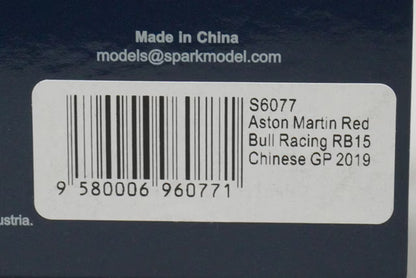 Made in China
models@sparkmodel.com
S6077
Aston Martin Red
Bull Racing RB15
Chinese GP 2019
9 580006 960771
ustria.